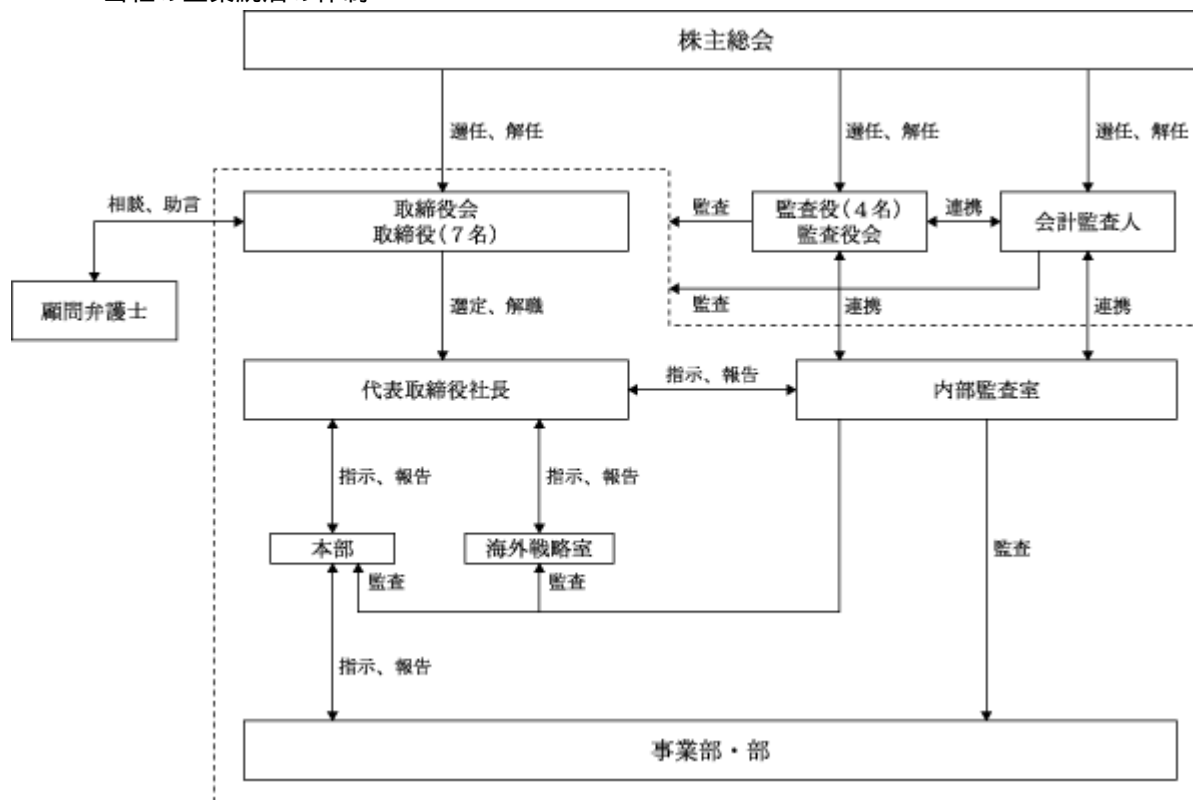 株主総会
選任、解任
選任、解任
選任、解任
相談、助言
取締役会
取締役(7名)
監査
監査役(4名)
監査役会
連携
会計監査人
顧問弁護士
選定、解職
監査
連携
連携
代表取締役社長
指示、報告
内部監査室
指示、報告
指示、報告
本部
海外戦略室
監査
監査
監査
指示、報告
事業部・部